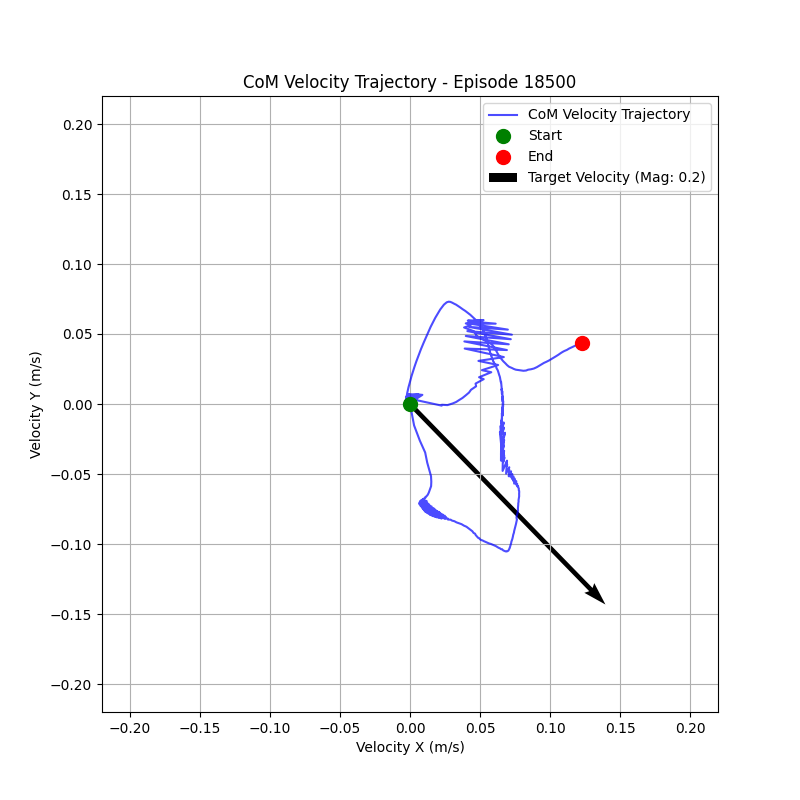 CoM Velocity Trajectory - Episode 18500
CoM Velocity Trajectory
Start
End
Target Velocity (Mag: 0.2)
0.20
0.15
0.10
0.05
0.00
−0.05
−0.10
−0.15
−0.20
Velocity Y (m/s)
−0.20 −0.15 −0.10 −0.05 0.00 0.05 0.10 0.15 0.20
Velocity X (m/s)